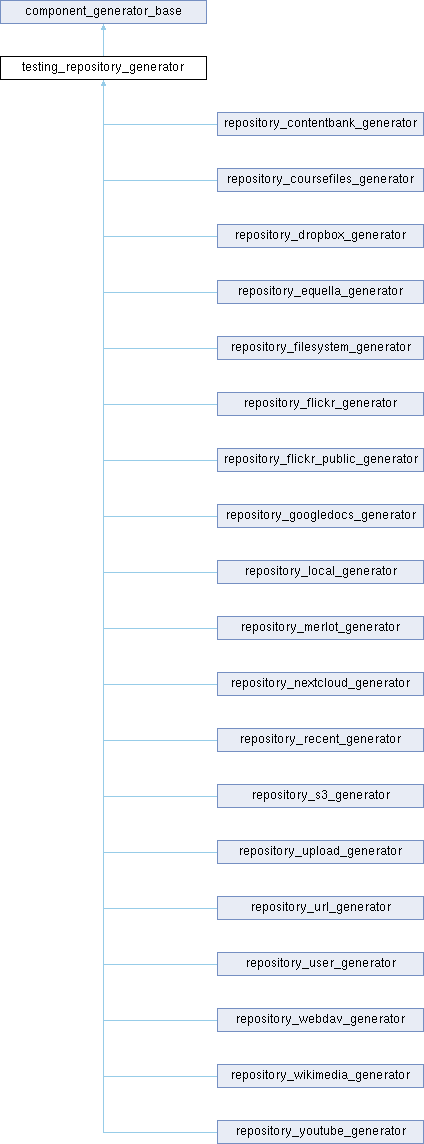 component_generator_base
testing_repository_generator
repository_contentbank_generator
repository_coursefiles_generator
repository_dropbox_generator
repository_equella_generator
repository_filesystem_generator
repository_flickr_generator
repository_flickr_public_generator
repository_googledocs_generator
repository_local_generator
repository_merlot_generator
repository_nextcloud_generator
repository_recent_generator
repository_s3_generator
repository_upload_generator
repository_url_generator
repository_user_generator
repository_webdav_generator
repository_wikimedia_generator
repository_youtube_generator